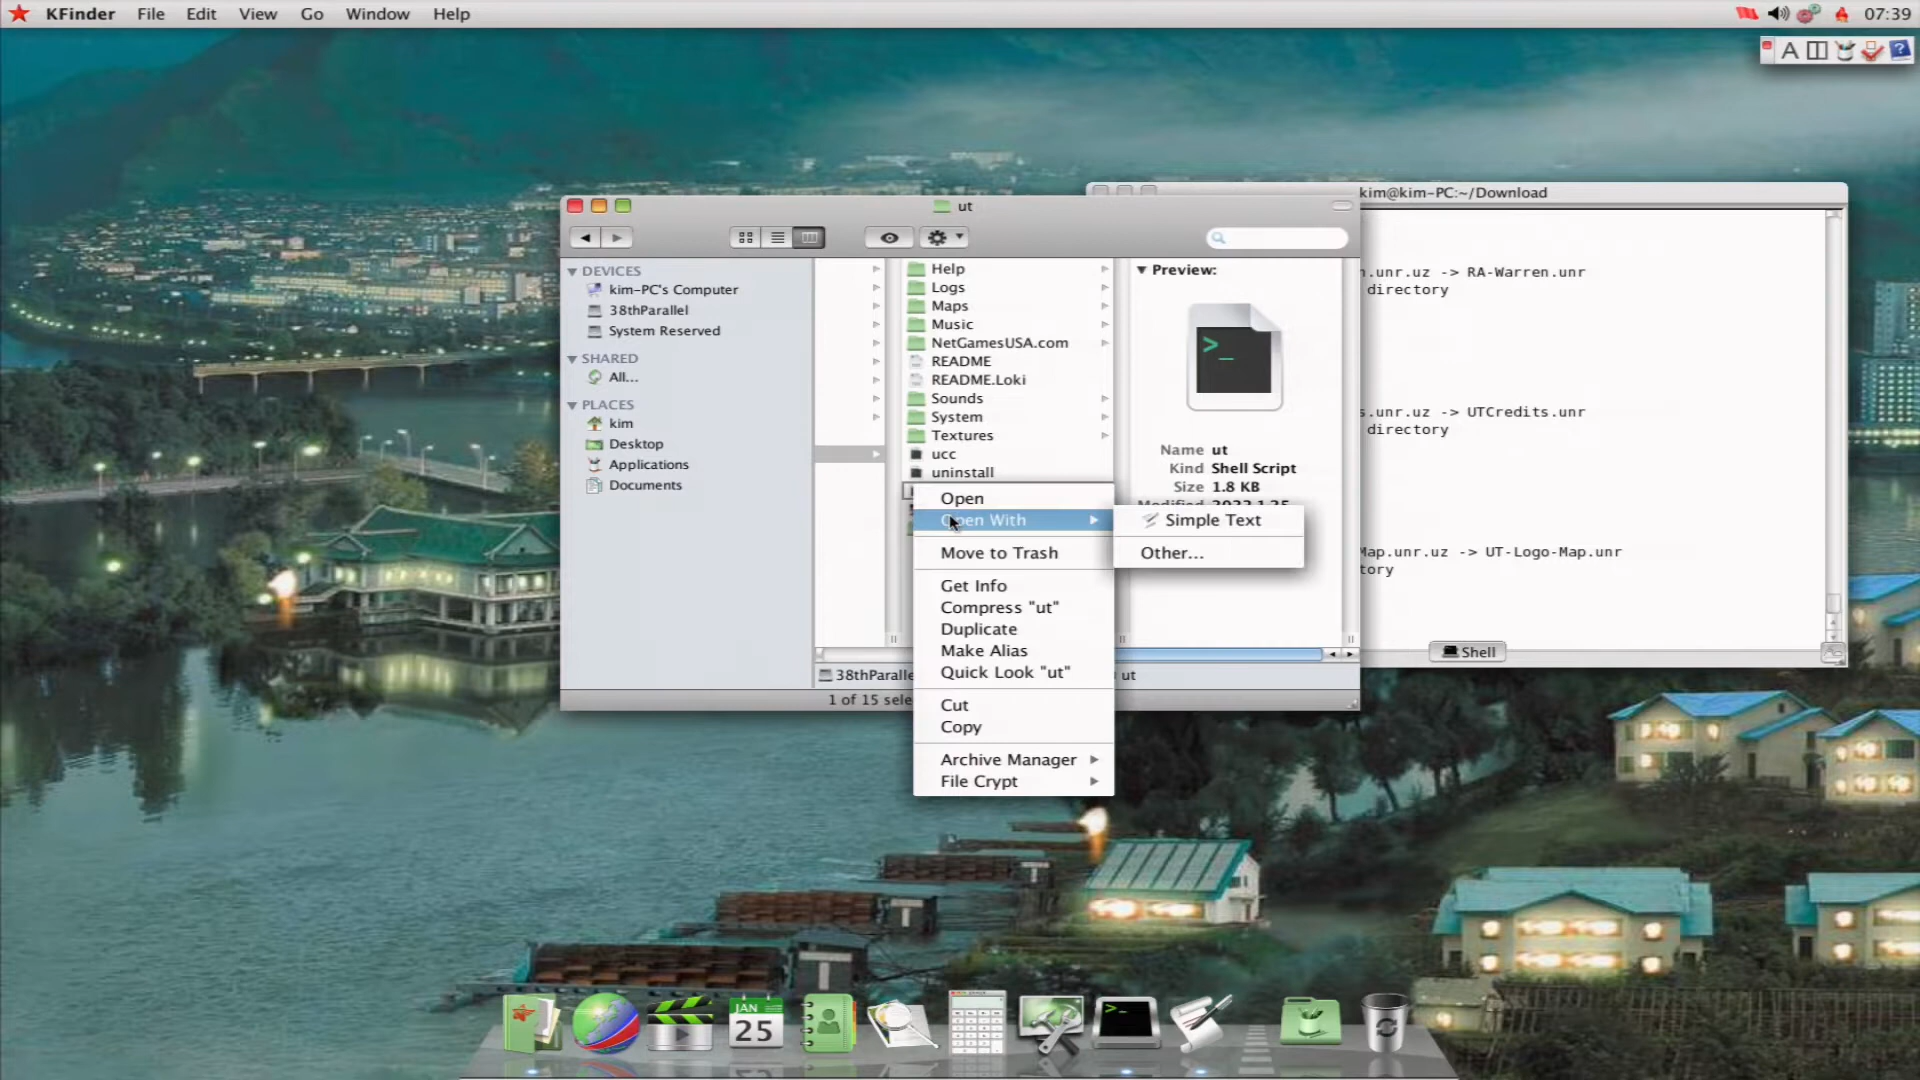 KFinder File Edit View Go Window Help
07:39
ut
kim@kim-PC:~/Download
DEVICES
kim-PC's Computer
38thParallel
System Reserved
SHARED
All...
PLACES
kim
Desktop
Applications
Documents
Help
Logs
Maps
Music
NetGamesUSA.com
README
README.Loki
Sounds
System
Textures
ucc
uninstall
Preview:
>_
Name ut
Kind Shell Script
Size 1.8 KB
Open
Open With
Move to Trash
Get Info
Compress "ut"
Duplicate
Make Alias
Quick Look "ut"
Cut
Copy
Archive Manager
File Crypt
Simple Text
Other...
38thParalle
ut
1 of 15 sele
.unr.uz -> RA-Warren.unr
directory
s.unr.uz -> UTCredits.unr
directory
Map.unr.uz -> UT-Logo-Map.unr
tory
Shell
JAN
25
>_